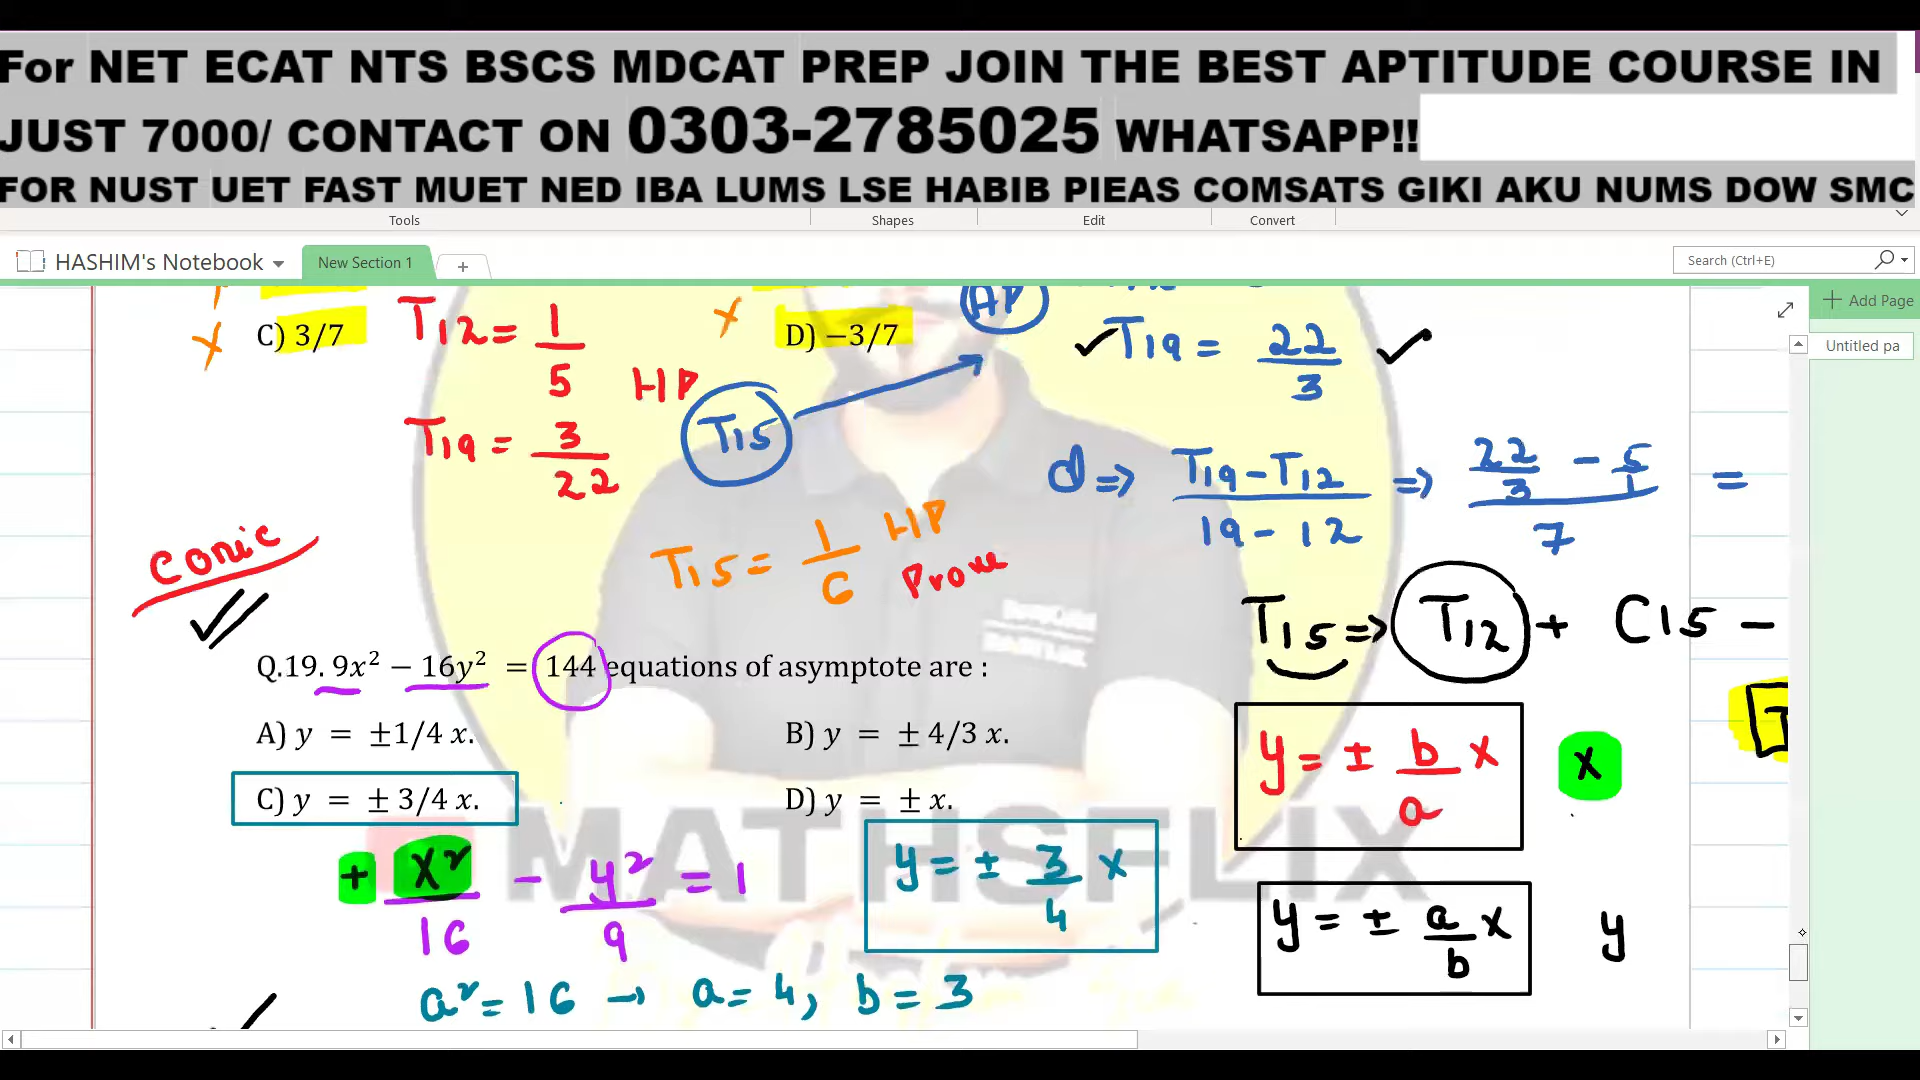 For NET ECAT NTS BSCS MDCAT PREP JOIN THE BEST APTITUDE COURSE IN
JUST 7000/ CONTACT ON 0303-2785025 WHATSAPP!!
FOR NUST UET FAST MUET NED IBA LUMS LSE HABIB PIEAS COMSATS GIKI AKU NUMS DOW SMC
Tools Shapes Edit Convert
HASHIM's Notebook New Section 1 + Search (Ctrl+E)
+ Add Page
Untitled pa
AP
x C) 3/7 T12 = 1/5 HP x D) −3/7 ✓ T19 = 22/3 ✓
T19 = 3/22 T15
d ⇒ T19 - T12 / 19 - 12 ⇒ 22/3 - 5/1 / 7 =
T15 = 1/6 HP Prove
Conic
T15 ⇒ T12 + (15 -
Q.19. 9x² − 16y² = 144 equations of asymptote are :
A) y = ±1/4 x. B) y = ± 4/3 x.
y = ± b/a x x
C) y = ± 3/4 x. D) y = ± x.
MATHSFLIX
+ x²/16 - y²/9 = 1 y = ± 3/4 x
y = ± a/b x y
a² = 16 → a = 4, b = 3